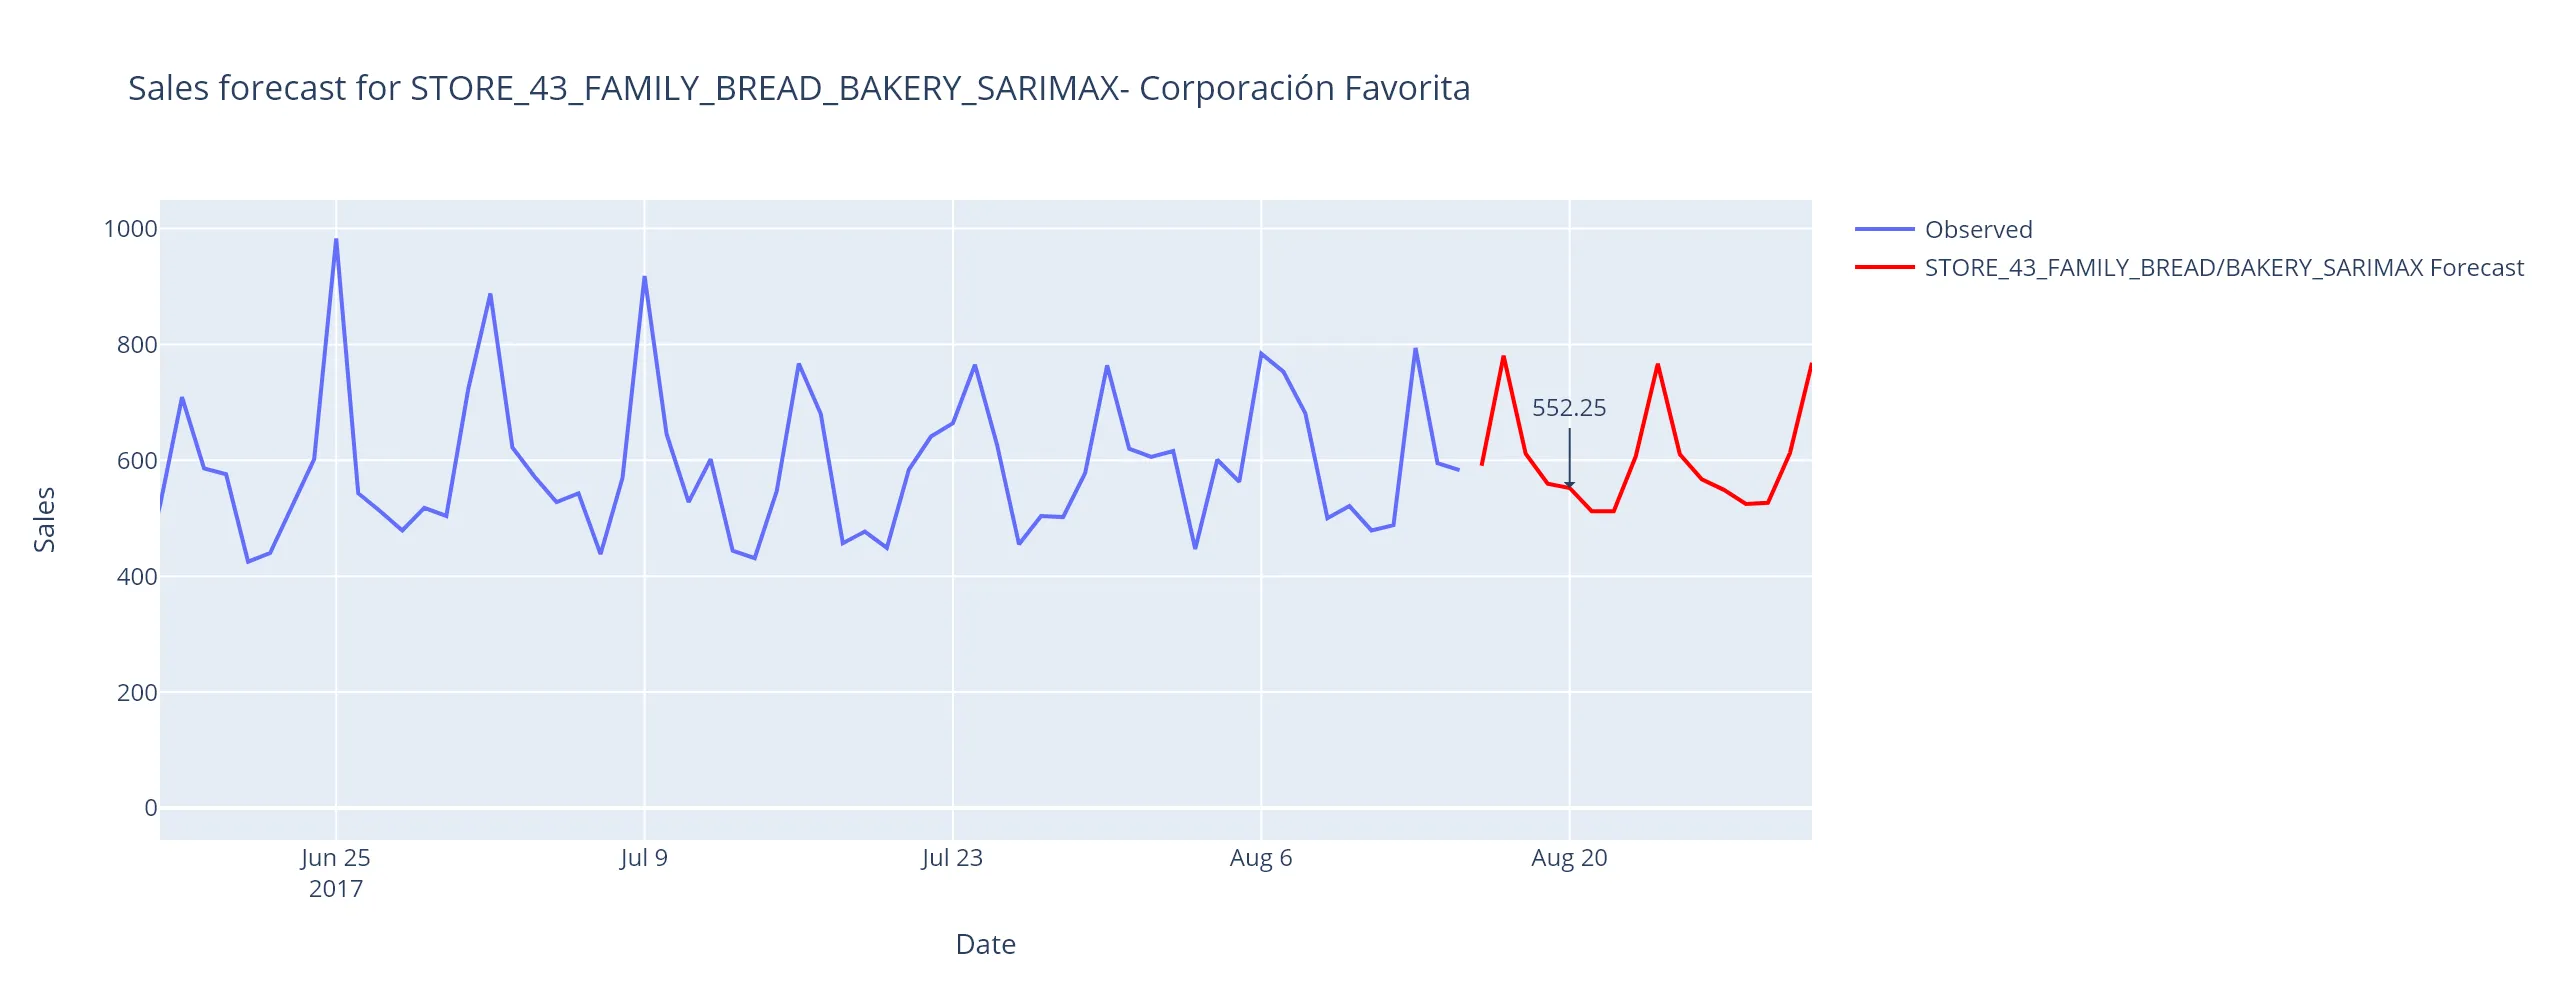 Sales forecast for STORE_43_FAMILY_BREAD_BAKERY_SARIMAX- Corporación Favorita
1000
800
600
400
200
0
Sales
552.25
Jun 25
2017
Jul 9
Jul 23
Aug 6
Aug 20
Date
Observed
STORE_43_FAMILY_BREAD/BAKERY_SARIMAX Forecast